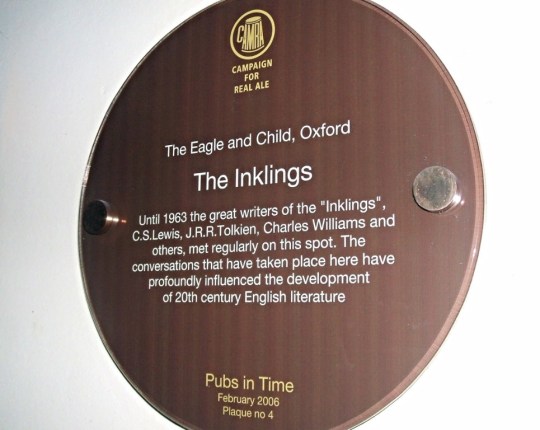 CAMRA
CAMPAIGN
FOR
REAL ALE
The Eagle and Child, Oxford
The Inklings
Until 1963 the great writers of the "Inklings",
C.S.Lewis, J.R.R.Tolkien, Charles Williams and
others, met regularly on this spot. The
conversations that have taken place here have
profoundly influenced the development
of 20th century English literature
Pubs in Time
February 2006
Plaque no 4